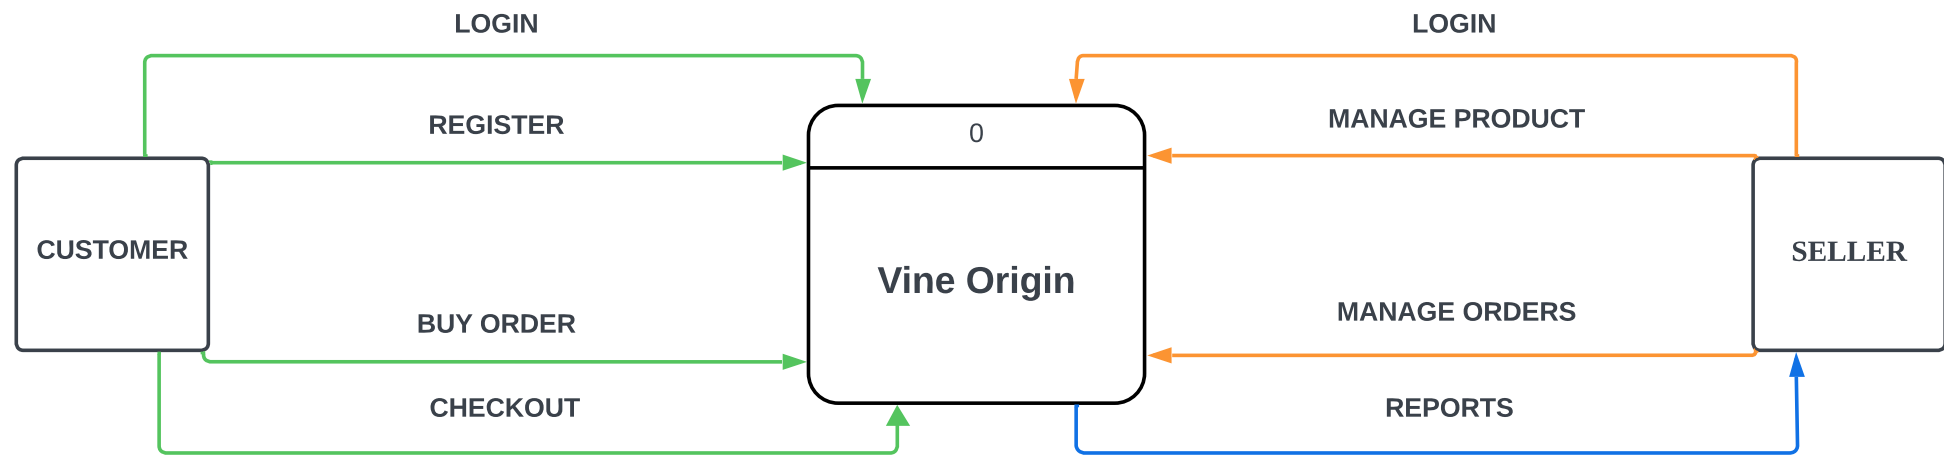 LOGIN
LOGIN
REGISTER
MANAGE PRODUCT
0
CUSTOMER
SELLER
Vine Origin
BUY ORDER
MANAGE ORDERS
CHECKOUT
REPORTS